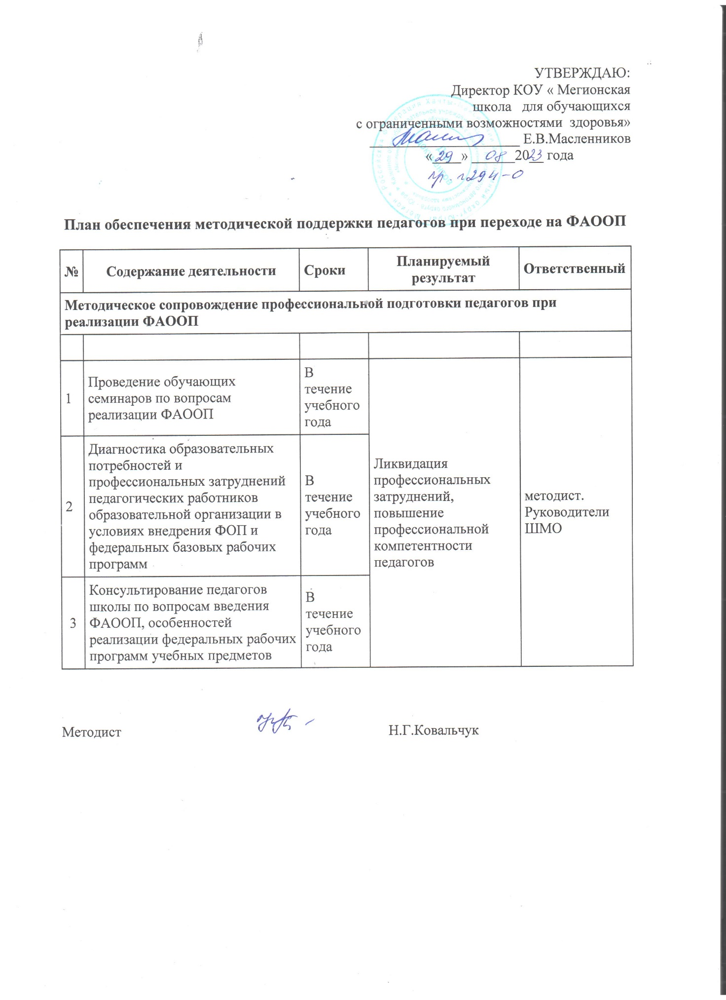 УТВЕРЖДАЮ:
Директор КОУ « Мегионская
школа для обучающихся
с ограниченными возможностями здоровья»
Е.В.Масленников
«29» 08 2023 года
План обеспечения методической поддержки педагогов при переходе на ФАООП
№
Содержание деятельности
Сроки
Планируемый
результат
Ответственный
Методическое сопровождение профессиональной подготовки педагогов при
реализации ФАООП
1
Проведение обучающих
семинаров по вопросам
реализации ФАООП
В
течение
учебного
года
Ликвидация
профессиональных
затруднений,
повышение
профессиональной
компетентности
педагогов
методист.
Руководители
ШМО
2
Диагностика образовательных
потребностей и
профессиональных затруднений
педагогических работников
образовательной организации в
условиях внедрения ФОП и
федеральных базовых рабочих
программ
В
течение
учебного
года
3
Консультирование педагогов
школы по вопросам введения
ФАООП, особенностей
реализации федеральных рабочих
программ учебных предметов
В
течение
учебного
года
Методист
Н.Г.Ковальчук